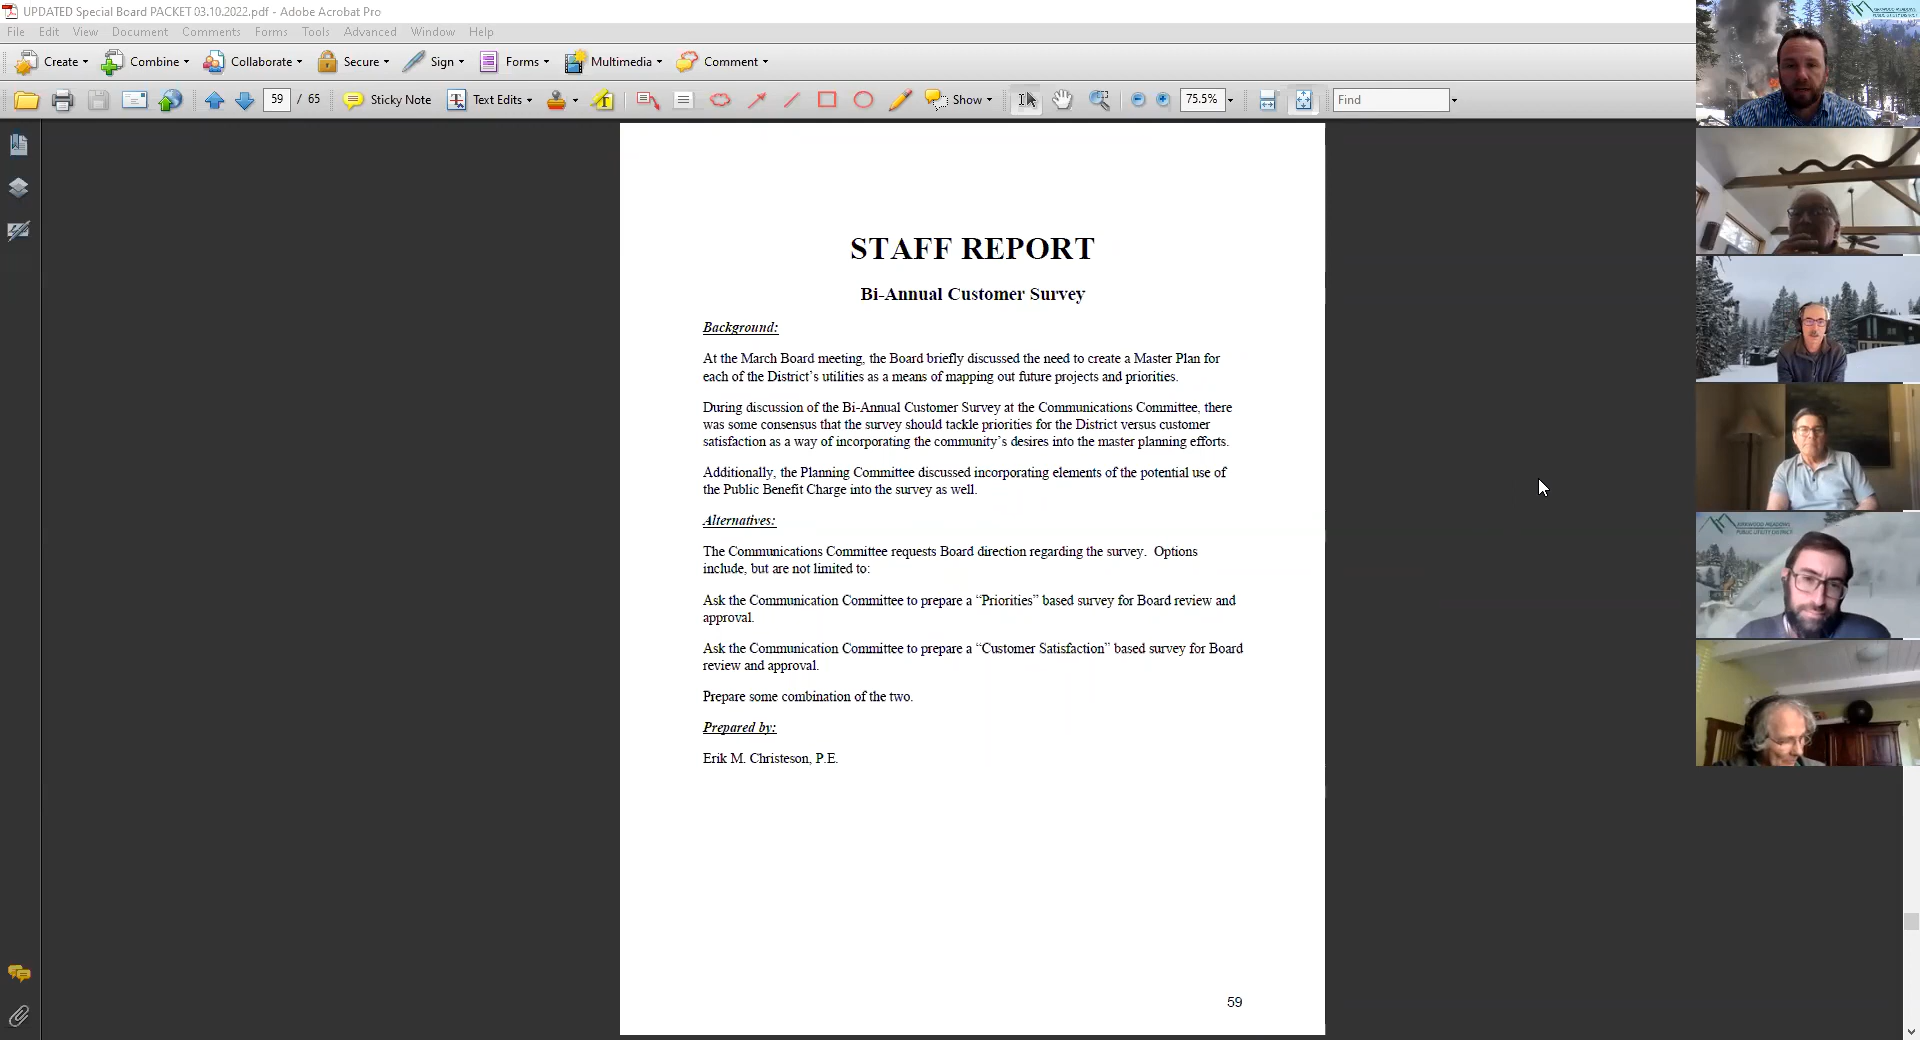 UPDATED Special Board PACKET 03.10.2022.pdf - Adobe Acrobat Pro
File Edit View Document Comments Forms Tools Advanced Window Help
Create Combine Collaborate Secure Sign Forms Multimedia Comment
59 / 65 Sticky Note Text Edits Show 75.5% Find
STAFF REPORT
Bi-Annual Customer Survey
Background:
At the March Board meeting, the Board briefly discussed the need to create a Master Plan for
each of the District's utilities as a means of mapping out future projects and priorities.
During discussion of the Bi-Annual Customer Survey at the Communications Committee, there
was some consensus that the survey should tackle priorities for the District versus customer
satisfaction as a way of incorporating the community's desires into the master planning efforts.
Additionally, the Planning Committee discussed incorporating elements of the potential use of
the Public Benefit Charge into the survey as well.
Alternatives:
The Communications Committee requests Board direction regarding the survey.  Options
include, but are not limited to:
Ask the Communication Committee to prepare a “Priorities” based survey for Board review and
approval.
Ask the Communication Committee to prepare a “Customer Satisfaction” based survey for Board
review and approval.
Prepare some combination of the two.
Prepared by:
Erik M. Christeson, P.E.
59
KIRKWOOD MEADOWS
PUBLIC UTILITY DISTRICT